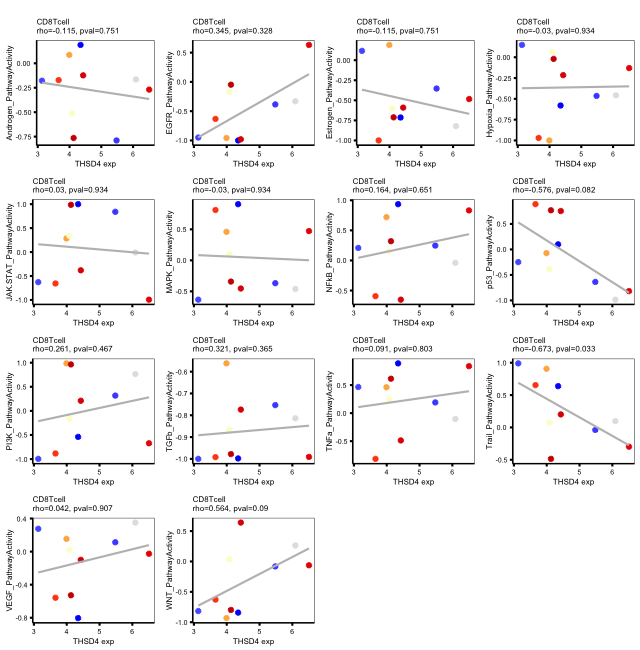 CD8Tcell
rho=-0.115, pval=0.751
Androgen_PathwayActivity
0.00
-0.25
-0.50
-0.75
3 4 5 6
THSD4 exp
CD8Tcell
rho=0.345, pval=0.328
EGFR_PathwayActivity
0.5
0.0
-0.5
-1.0
3 4 5 6
THSD4 exp
CD8Tcell
rho=-0.115, pval=0.751
Estrogen_PathwayActivity
0.00
-0.25
-0.50
-0.75
-1.00
3 4 5 6
THSD4 exp
CD8Tcell
rho=-0.03, pval=0.934
Hypoxia_PathwayActivity
0.00
-0.25
-0.50
-0.75
-1.00
3 4 5 6
THSD4 exp
CD8Tcell
rho=0.03, pval=0.934
JAK-STAT_PathwayActivity
1.0
0.5
0.0
-0.5
-1.0
3 4 5 6
THSD4 exp
CD8Tcell
rho=-0.03, pval=0.934
MAPK_PathwayActivity
0.5
0.0
-0.5
3 4 5 6
THSD4 exp
CD8Tcell
rho=0.164, pval=0.651
NFkB_PathwayActivity
1.0
0.5
0.0
-0.5
3 4 5 6
THSD4 exp
CD8Tcell
rho=-0.576, pval=0.082
p53_PathwayActivity
0.5
0.0
-0.5
-1.0
3 4 5 6
THSD4 exp
CD8Tcell
rho=0.261, pval=0.467
PI3K_PathwayActivity
1.0
0.5
0.0
-0.5
-1.0
3 4 5 6
THSD4 exp
CD8Tcell
rho=0.321, pval=0.365
TGFb_PathwayActivity
-0.6
-0.7
-0.8
-0.9
-1.0
3 4 5 6
THSD4 exp
CD8Tcell
rho=0.091, pval=0.803
TNFa_PathwayActivity
0.5
0.0
-0.5
3 4 5 6
THSD4 exp
CD8Tcell
rho=-0.673, pval=0.033
Trail_PathwayActivity
1.0
0.5
0.0
-0.5
3 4 5 6
THSD4 exp
CD8Tcell
rho=0.042, pval=0.907
VEGF_PathwayActivity
0.4
0.0
-0.4
-0.8
3 4 5 6
THSD4 exp
CD8Tcell
rho=0.564, pval=0.09
WNT_PathwayActivity
0.5
0.0
-0.5
-1.0
3 4 5 6
THSD4 exp